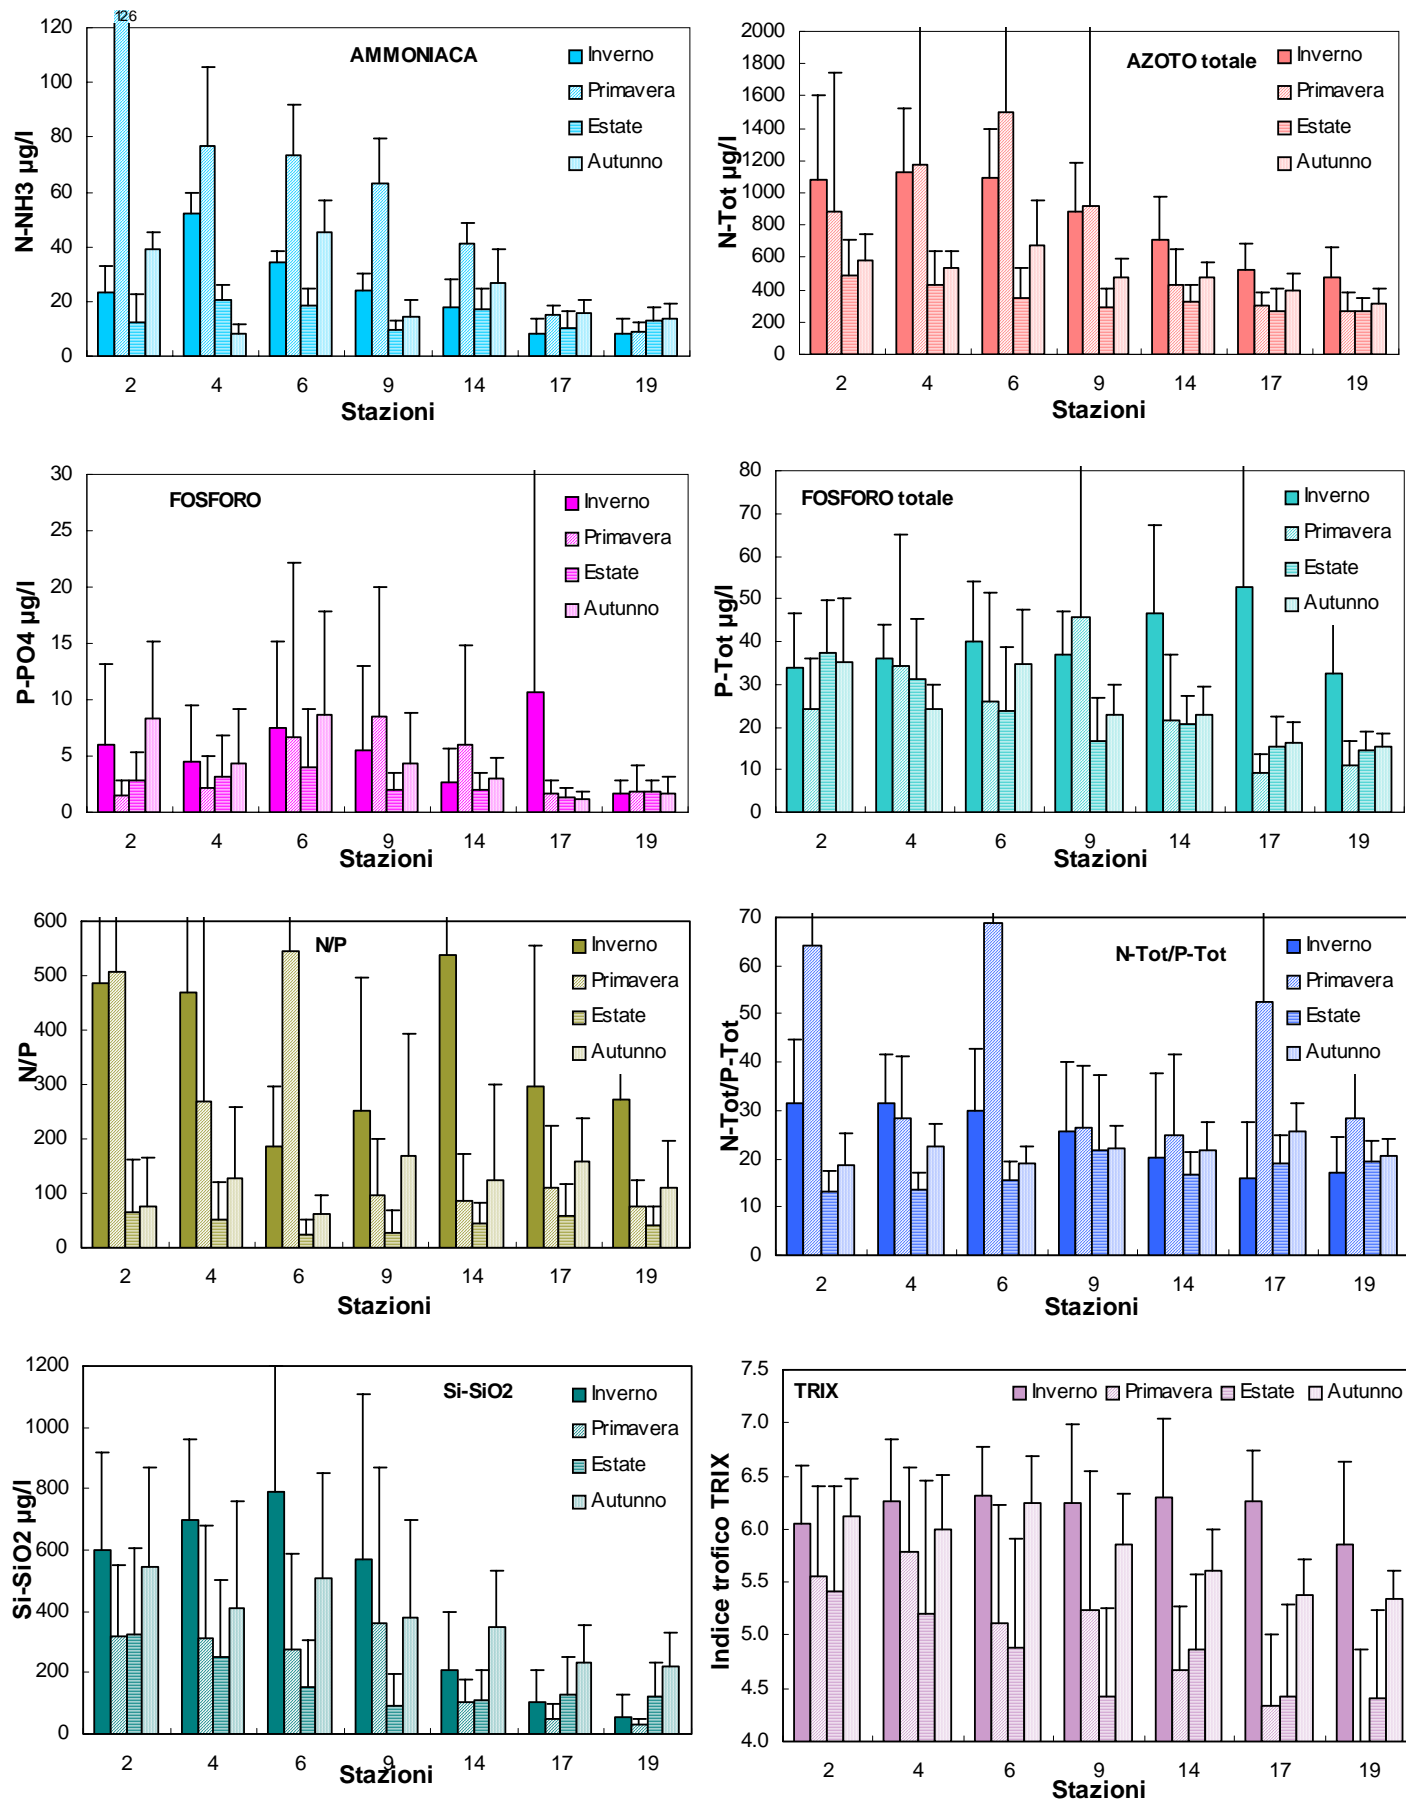 126
120
100
80
60
40
20
0
N-NH3 µg/l
AMMONIACA
Inverno
Primavera
Estate
Autunno
2 4 6 9 14 17 19
Stazioni
2000
1800
1600
1400
1200
1000
800
600
400
200
0
N-Tot µg/l
AZOTO totale
Inverno
Primavera
Estate
Autunno
2 4 6 9 14 17 19
Stazioni
30
25
20
15
10
5
0
P-PO4 µg/l
FOSFORO
Inverno
Primavera
Estate
Autunno
2 4 6 9 14 17 19
Stazioni
80
70
60
50
40
30
20
10
0
P-Tot µg/l
FOSFORO totale
Inverno
Primavera
Estate
Autunno
2 4 6 9 14 17 19
Stazioni
600
500
400
300
200
100
0
N/P
N/P
Inverno
Primavera
Estate
Autunno
2 4 6 9 14 17 19
Stazioni
70
60
50
40
30
20
10
0
N-Tot/P-Tot
N-Tot/P-Tot
Inverno
Primavera
Estate
Autunno
2 4 6 9 14 17 19
Stazioni
1200
1000
800
600
400
200
0
Si-SiO2 µg/l
Si-SiO2
Inverno
Primavera
Estate
Autunno
2 4 6 9 14 17 19
Stazioni
7.5
7.0
6.5
6.0
5.5
5.0
4.5
4.0
Indice trofico TRIX
TRIX
Inverno Primavera Estate Autunno
2 4 6 9 14 17 19
Stazioni